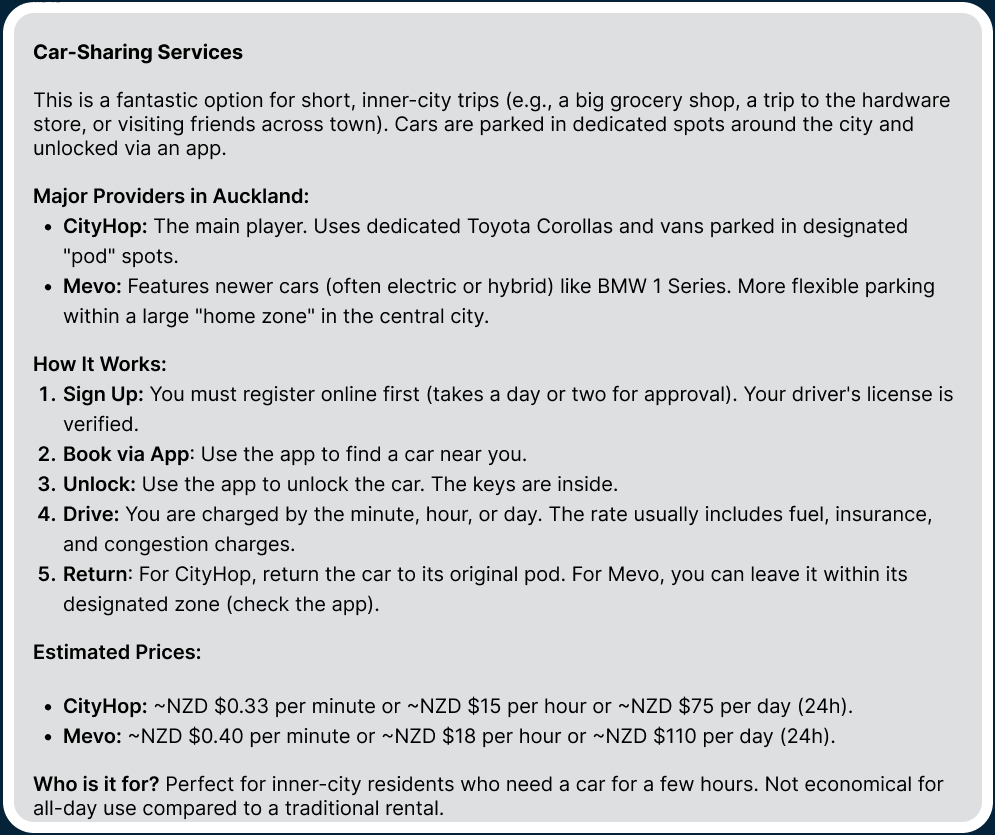 Car-Sharing Services
This is a fantastic option for short, inner-city trips (e.g., a big grocery shop, a trip to the hardware
store, or visiting friends across town). Cars are parked in dedicated spots around the city and
unlocked via an app.
Major Providers in Auckland:
• CityHop: The main player. Uses dedicated Toyota Corollas and vans parked in designated
"pod" spots.
• Mevo: Features newer cars (often electric or hybrid) like BMW 1 Series. More flexible parking
within a large "home zone" in the central city.
How It Works:
1. Sign Up: You must register online first (takes a day or two for approval). Your driver's license is
verified.
2. Book via App: Use the app to find a car near you.
3. Unlock: Use the app to unlock the car. The keys are inside.
4. Drive: You are charged by the minute, hour, or day. The rate usually includes fuel, insurance,
and congestion charges.
5. Return: For CityHop, return the car to its original pod. For Mevo, you can leave it within its
designated zone (check the app).
Estimated Prices:
• CityHop: ~NZD $0.33 per minute or ~NZD $15 per hour or ~NZD $75 per day (24h).
• Mevo: ~NZD $0.40 per minute or ~NZD $18 per hour or ~NZD $110 per day (24h).
Who is it for? Perfect for inner-city residents who need a car for a few hours. Not economical for
all-day use compared to a traditional rental.